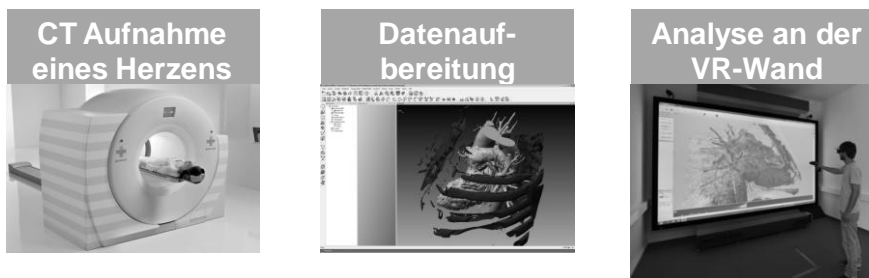 CT Aufnahme
eines Herzens
Datenauf-
bereitung
Analyse an der
VR-Wand